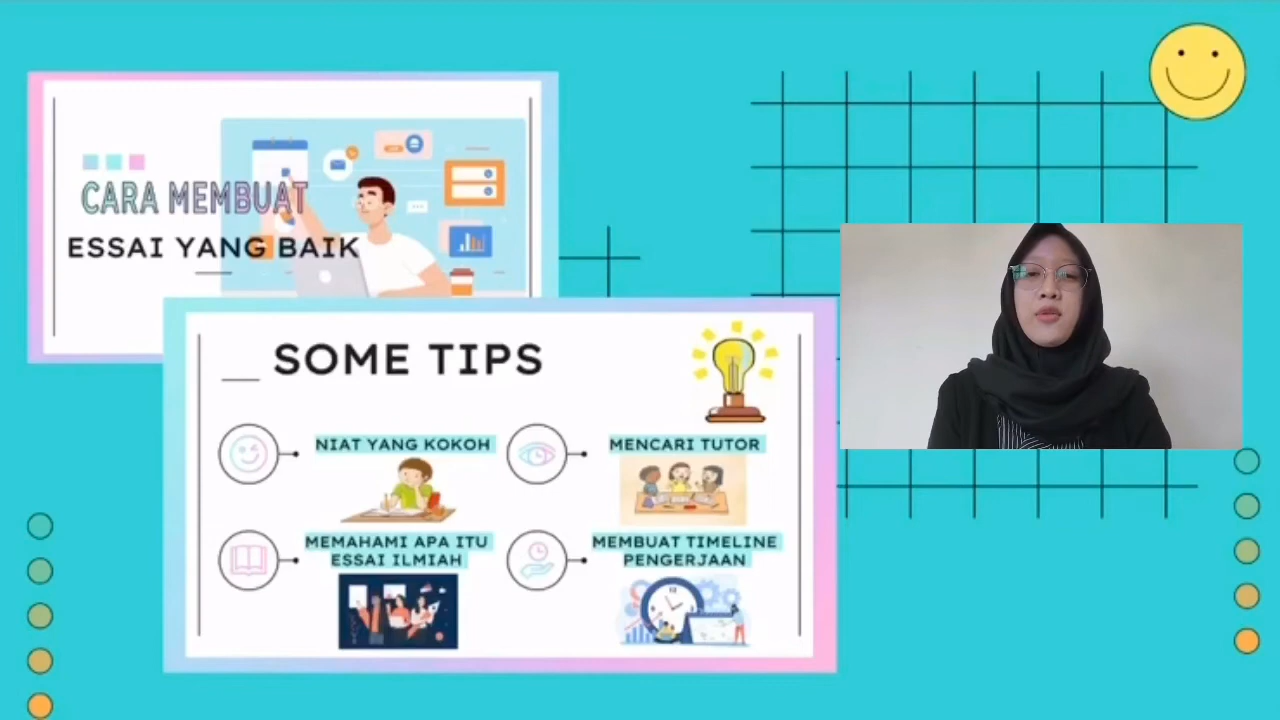 CARA MEMBUAT
ESSAI YANG BAIK
SOME TIPS
NIAT YANG KOKOH
MENCARI TUTOR
MEMAHAMI APA ITU
ESSAI ILMIAH
MEMBUAT TIMELINE
PENGERJAAN